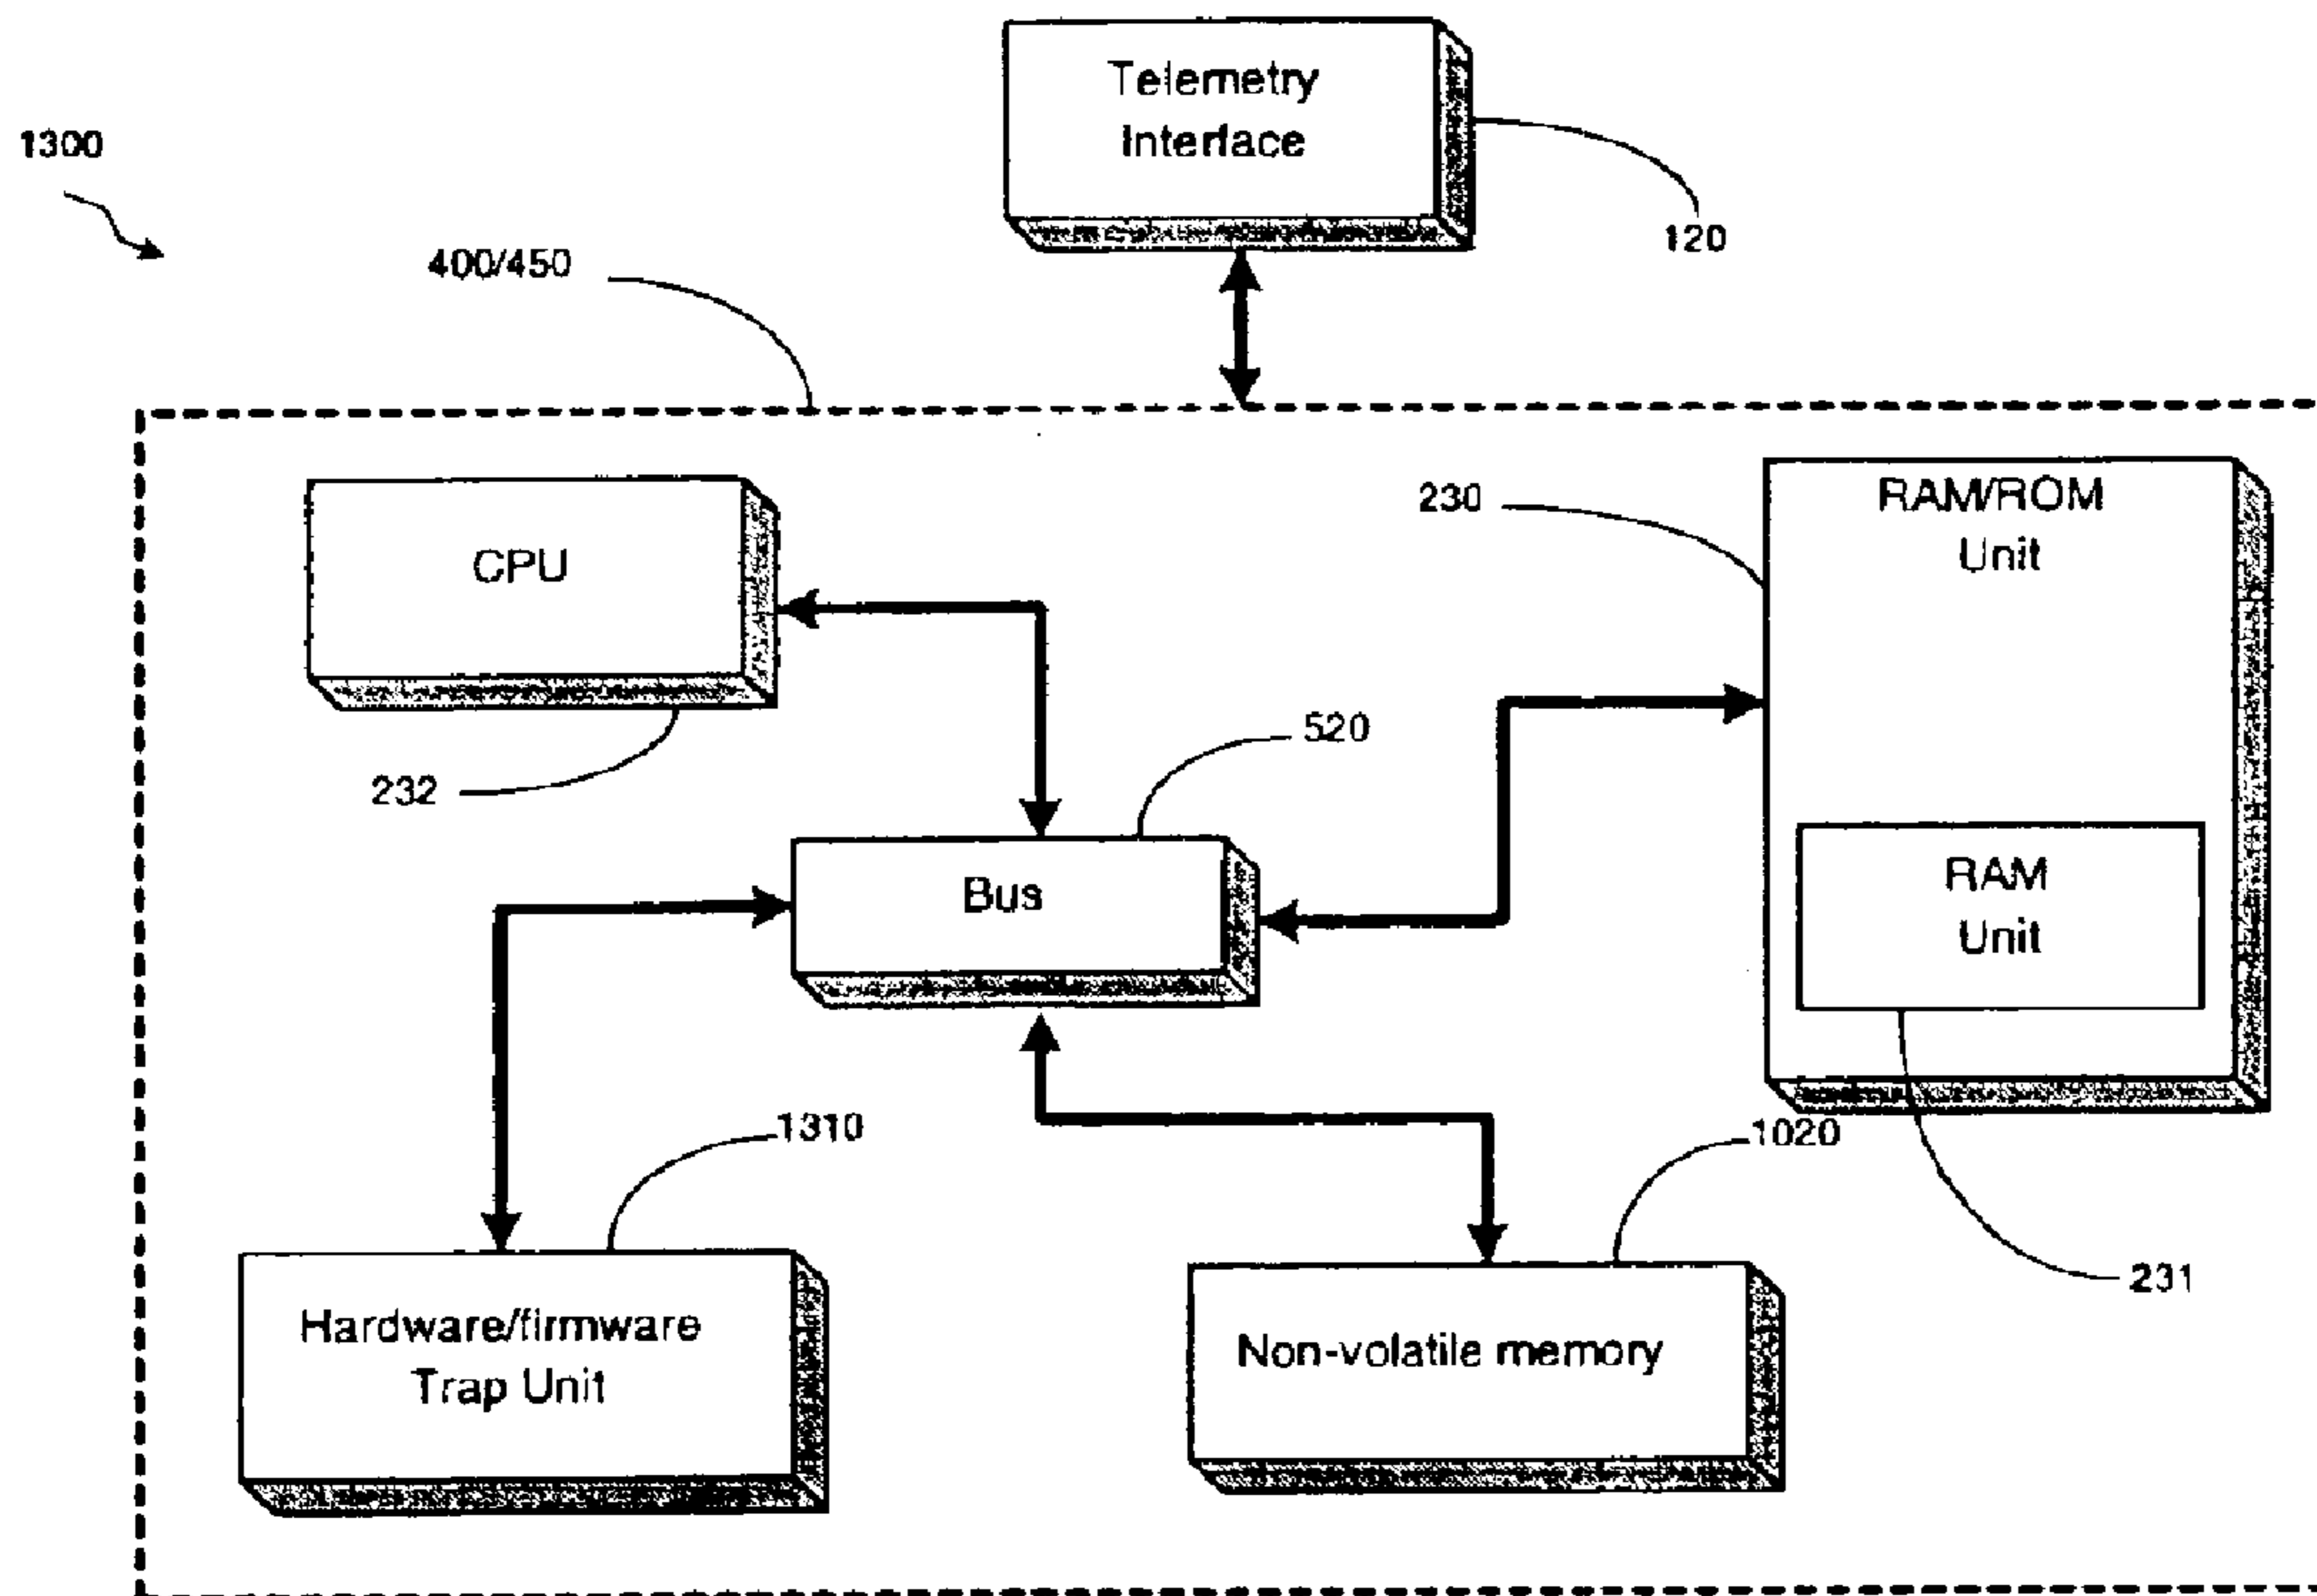 Telemetry
Interface
1300
120
400/450
CPU
230
RAM/ROM
Unit
232
520
Bus
RAM
Unit
1310
1020
231
Hardware/firmware
Trap Unit
Non-volatile memory